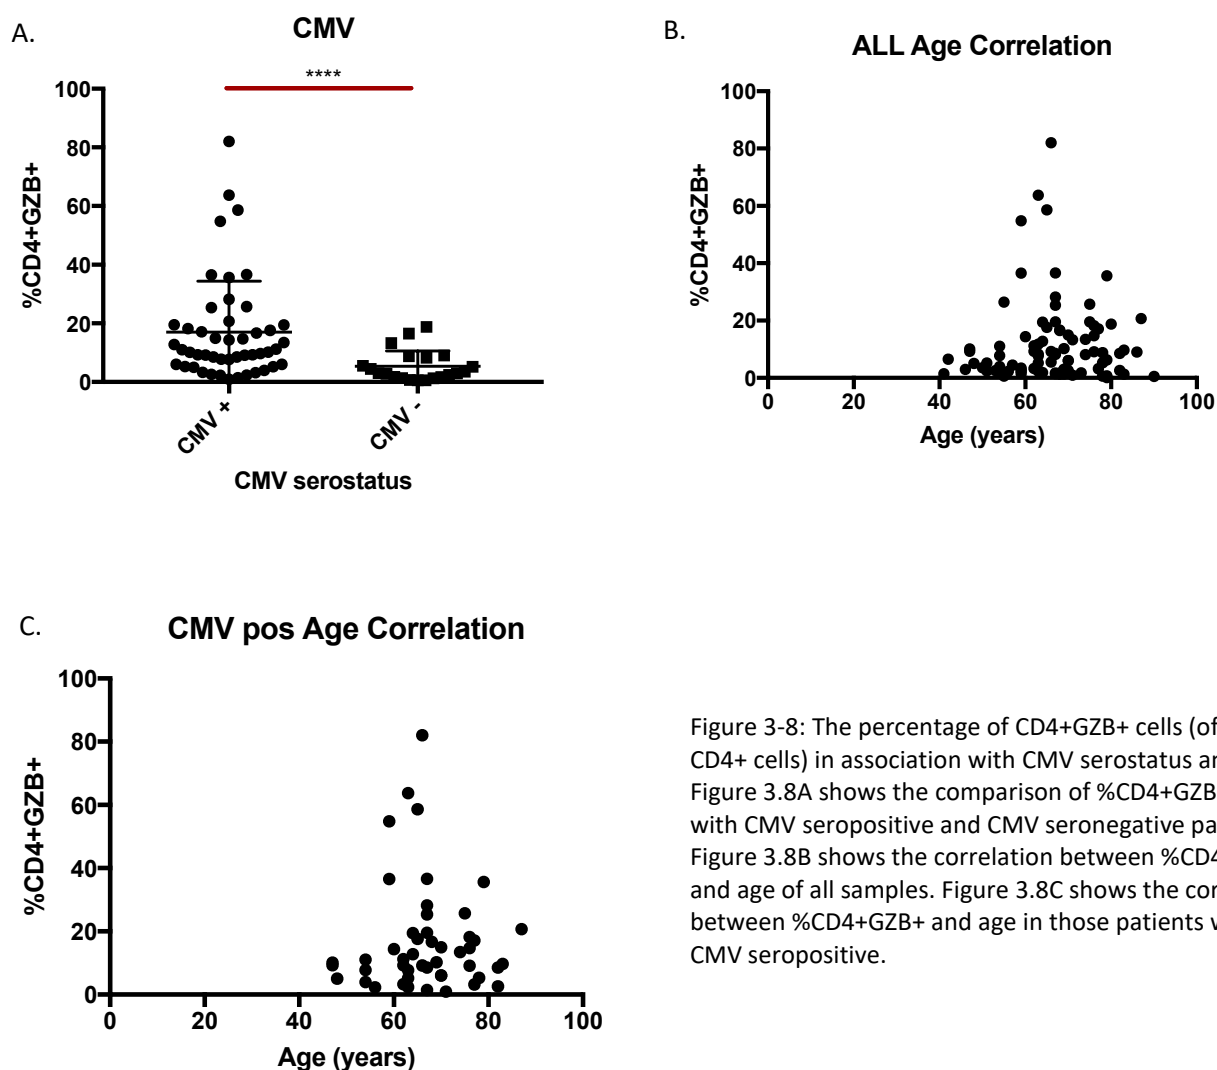 A.
CMV
****
100
80
60
40
20
0
%CD4+GZB+
CMV +
CMV -
CMV serostatus
B.
ALL Age Correlation
100
80
60
40
20
0
%CD4+GZB+
0 20 40 60 80 100
Age (years)
C.
CMV pos Age Correlation
100
80
60
40
20
0
%CD4+GZB+
0 20 40 60 80 100
Age (years)
Figure 3-8: The percentage of CD4+GZB+ cells (of
CD4+ cells) in association with CMV serostatus
Figure 3.8A shows the comparison of %CD4+GZB
with CMV seropositive and CMV seronegative
Figure 3.8B shows the correlation between
and age of all samples. Figure 3.8C shows the
between %CD4+GZB+ and age in those patients
CMV seropositive.